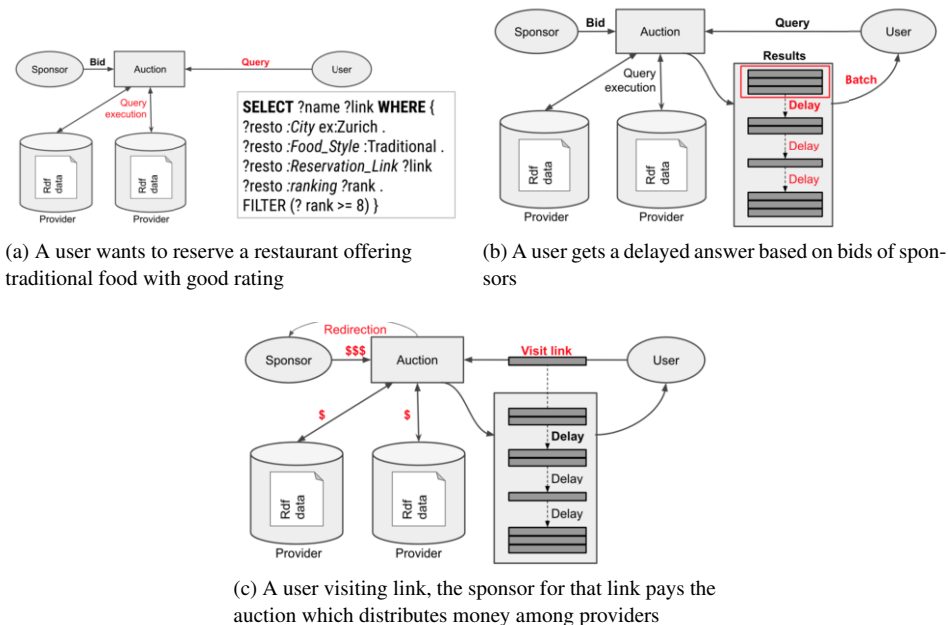 Sponsor
Bid
Auction
Query
User
Query
execution
Rdf
data
Rdf
data
Provider
Provider
SELECT ?name ?link WHERE {
?resto :City ex:Zurich .
?resto :Food_Style :Traditional .
?resto :Reservation_Link ?link
?resto :ranking ?rank .
FILTER (? rank >= 8) }
(a) A user wants to reserve a restaurant offering
traditional food with good rating
Sponsor
Bid
Auction
Query
User
Query
execution
Results
Batch
Delay
Delay
Delay
Rdf
data
Rdf
data
Provider
Provider
(b) A user gets a delayed answer based on bids of spon-
sors
Redirection
Sponsor
$$$
Auction
Visit link
User
$
$
Delay
Delay
Delay
Rdf
data
Rdf
data
Provider
Provider
(c) A user visiting link, the sponsor for that link pays the
auction which distributes money among providers